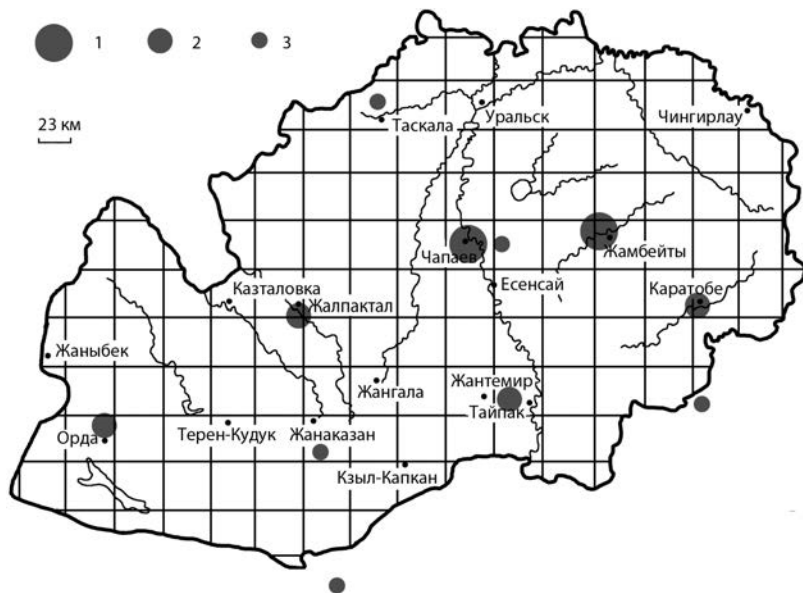 1 2 3
23 км
Таскала
Уральск
Чингирлау
Чапаев
Жамбейты
Есенсай
Каратобе
Казталовка
Жалпактал
Жаныбек
Жангала
Жантемир
Тайпак
Орда
Терен-Кудук
Жанаказан
Кзыл-Капкан